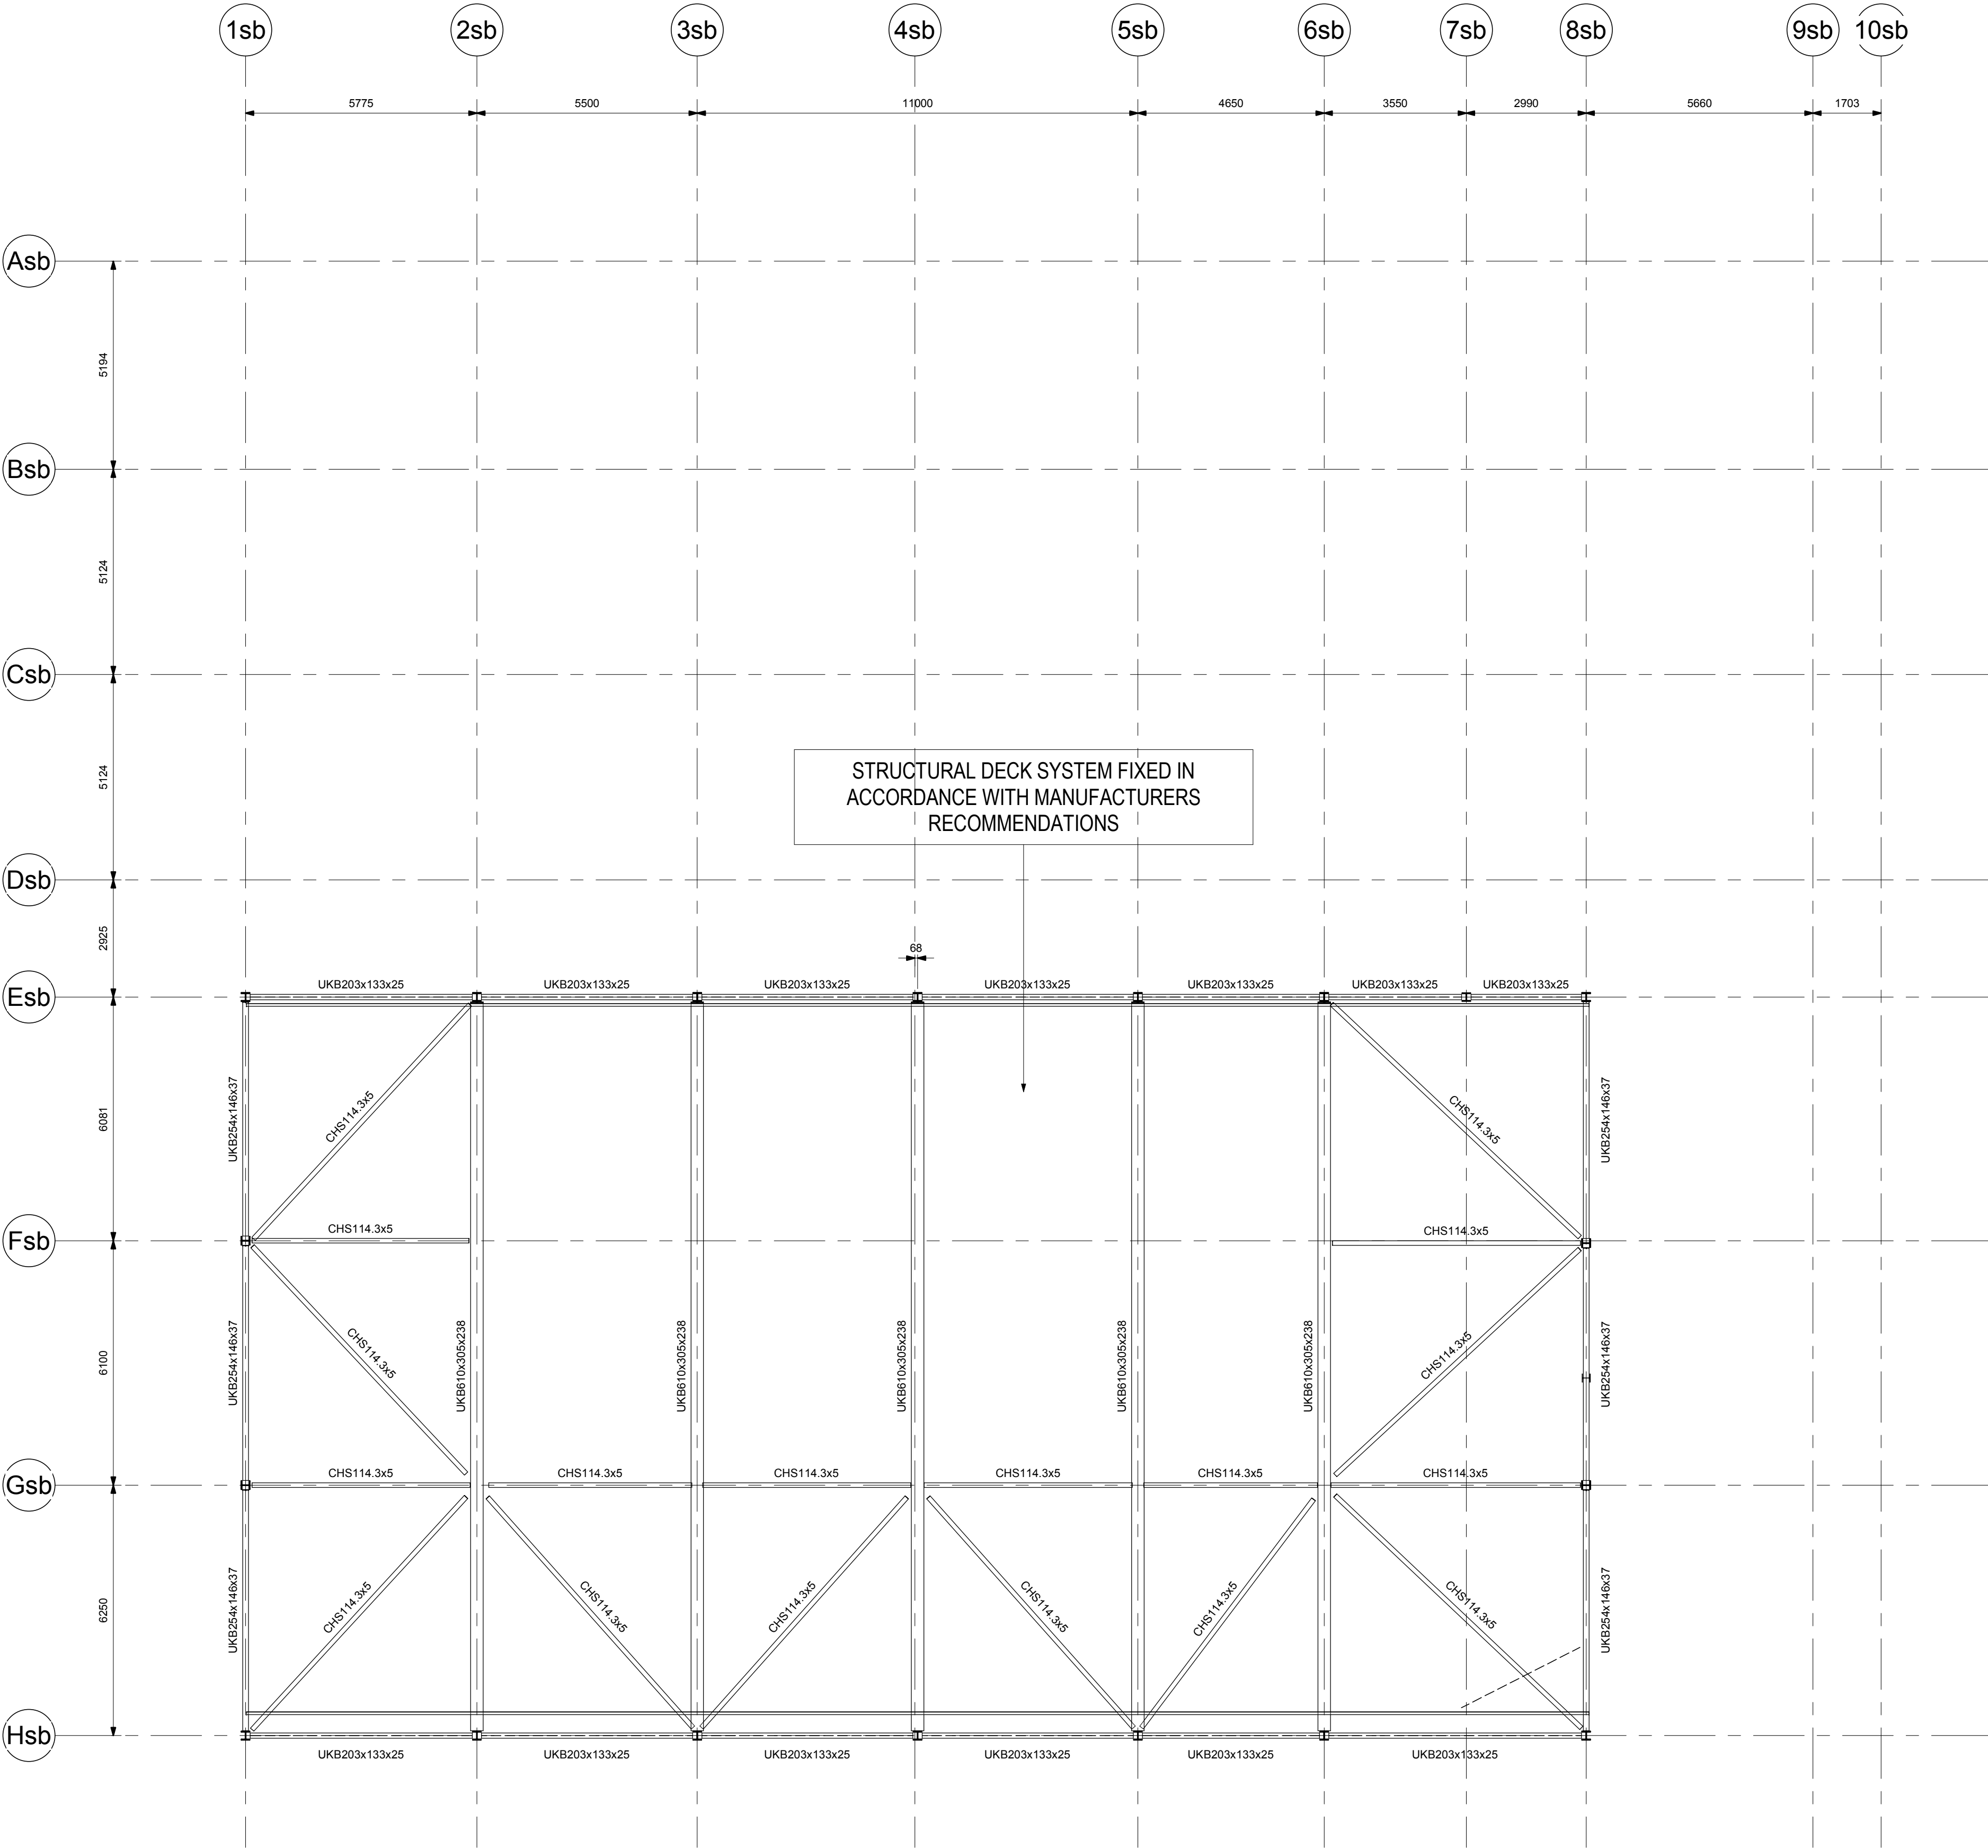 1sb 2sb 3sb 4sb 5sb 6sb 7sb 8sb 9sb 10sb
5775 5500 11000 4650 3550 2990 5660 1703
Asb
5194
Bsb
5124
Csb
STRUCTURAL DECK SYSTEM FIXED IN
ACCORDANCE WITH MANUFACTURERS
RECOMMENDATIONS
5124
Dsb
2925
68
UKB203x133x25 UKB203x133x25 UKB203x133x25 UKB203x133x25 UKB203x133x25 UKB203x133x25 UKB203x133x25
Esb
6081
UKB254x146x37
CHS114.3x5
CHS114.3x5
UKB254x146x37
CHS114.3x5 CHS114.3x5
Fsb
6100
UKB254x146x37
CHS114.3x5
UKB610x305x238
UKB610x305x238
UKB610x305x238
UKB610x305x238
UKB610x305x238
CHS114.3x5
UKB254x146x37
CHS114.3x5 CHS114.3x5 CHS114.3x5 CHS114.3x5 CHS114.3x5 CHS114.3x5
Gsb
6250
UKB254x146x37
CHS114.3x5
CHS114.3x5
CHS114.3x5
CHS114.3x5
CHS114.3x5
CHS114.3x5
UKB254x146x37
Hsb
UKB203x133x25 UKB203x133x25 UKB203x133x25 UKB203x133x25 UKB203x133x25 UKB203x133x25